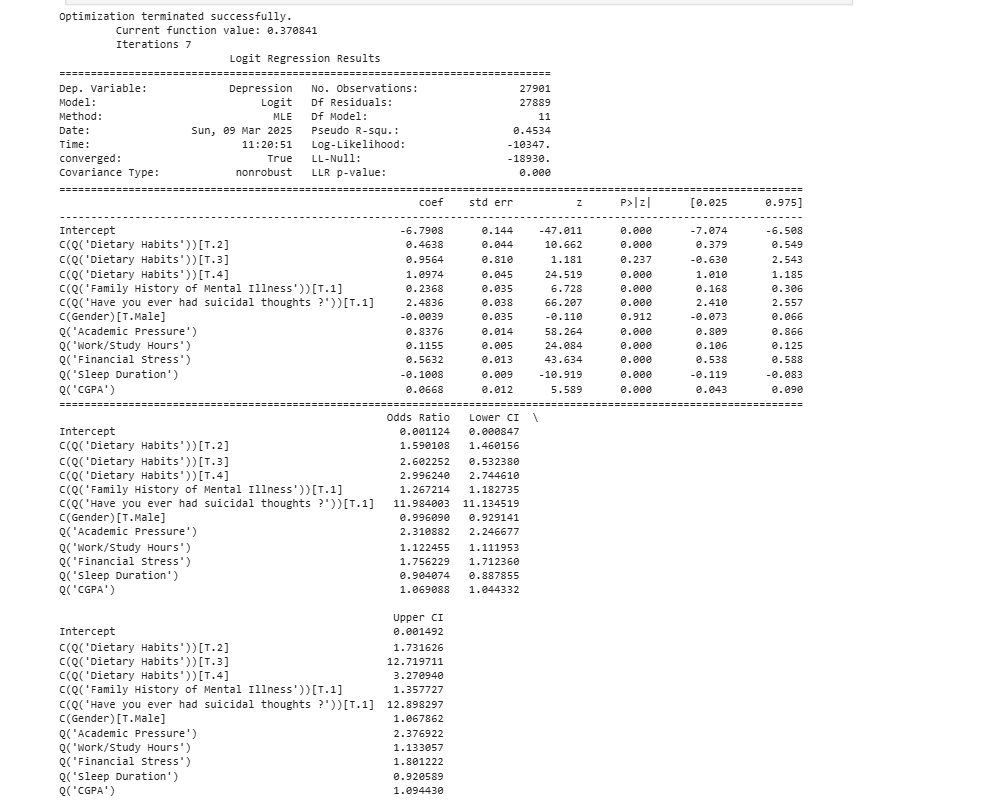 Optimization terminated successfully.
Current function value: 0.370841
Iterations 7
Logit Regression Results
==============================================================================
Dep. Variable: Depression No. Observations: 27901
Model: Logit Df Residuals: 27889
Method: MLE Df Model: 11
Date: Sun, 09 Mar 2025 Pseudo R-squ.: 0.4534
Time: 11:20:51 Log-Likelihood: -10347.
converged: True LL-Null: -18930.
Covariance Type: nonrobust LLR p-value: 0.000
======================================================================================================================
coef std err z P>|z| [0.025 0.975]
----------------------------------------------------------------------------------------------------------------------
Intercept -6.7908 0.144 -47.011 0.000 -7.074 -6.508
C(Q('Dietary Habits'))[T.2] 0.4638 0.044 10.662 0.000 0.379 0.549
C(Q('Dietary Habits'))[T.3] 0.9564 0.810 1.181 0.237 -0.630 2.543
C(Q('Dietary Habits'))[T.4] 1.0974 0.045 24.519 0.000 1.010 1.185
C(Q('Family History of Mental Illness'))[T.1] 0.2368 0.035 6.728 0.000 0.168 0.306
C(Q('Have you ever had suicidal thoughts ?'))[T.1] 2.4836 0.038 66.207 0.000 2.410 2.557
C(Gender)[T.Male] -0.0039 0.035 -0.110 0.912 -0.073 0.066
Q('Academic Pressure') 0.8376 0.014 58.264 0.000 0.809 0.866
Q('Work/Study Hours') 0.1155 0.005 24.084 0.000 0.106 0.125
Q('Financial Stress') 0.5632 0.013 43.634 0.000 0.538 0.588
Q('Sleep Duration') -0.1008 0.009 -10.919 0.000 -0.119 -0.083
Q('CGPA') 0.0668 0.012 5.589 0.000 0.043 0.090
======================================================================================================================
Odds Ratio Lower CI \
Intercept 0.001124 0.000847
C(Q('Dietary Habits'))[T.2] 1.590108 1.460156
C(Q('Dietary Habits'))[T.3] 2.602252 0.532380
C(Q('Dietary Habits'))[T.4] 2.996240 2.744610
C(Q('Family History of Mental Illness'))[T.1] 1.267214 1.182735
C(Q('Have you ever had suicidal thoughts ?'))[T.1] 11.984003 11.134519
C(Gender)[T.Male] 0.996090 0.929141
Q('Academic Pressure') 2.310882 2.246677
Q('Work/Study Hours') 1.122455 1.111953
Q('Financial Stress') 1.756229 1.712360
Q('Sleep Duration') 0.904074 0.887855
Q('CGPA') 1.069088 1.044332
Upper CI
Intercept 0.001492
C(Q('Dietary Habits'))[T.2] 1.731626
C(Q('Dietary Habits'))[T.3] 12.719711
C(Q('Dietary Habits'))[T.4] 3.270940
C(Q('Family History of Mental Illness'))[T.1] 1.357727
C(Q('Have you ever had suicidal thoughts ?'))[T.1] 12.898297
C(Gender)[T.Male] 1.067862
Q('Academic Pressure') 2.376922
Q('Work/Study Hours') 1.133057
Q('Financial Stress') 1.801222
Q('Sleep Duration') 0.920589
Q('CGPA') 1.094430